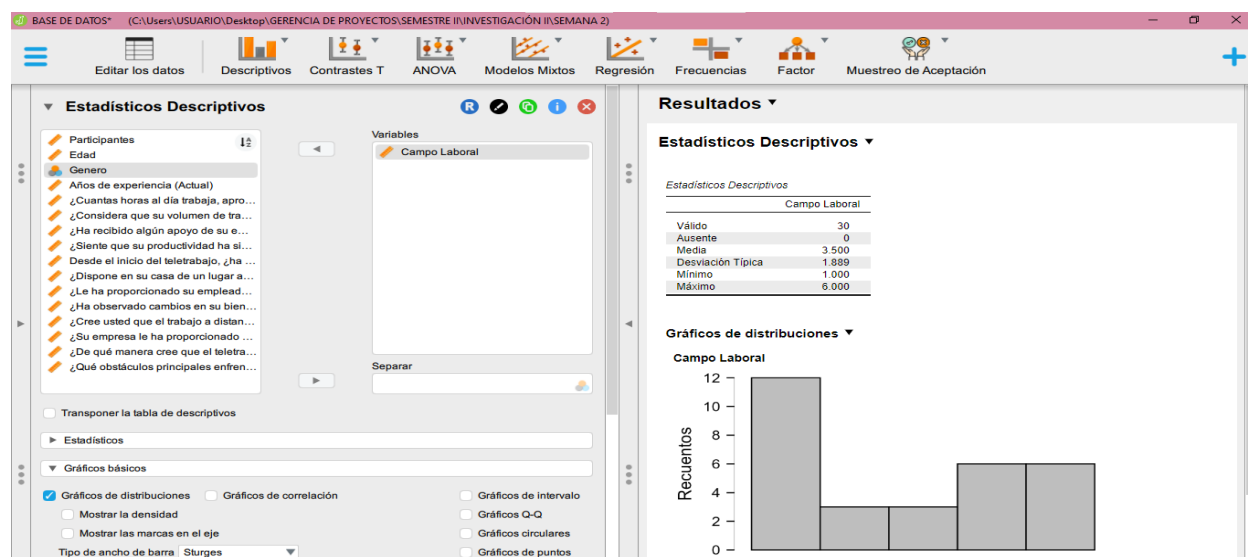 BASE DE DATOS* (C:\Users\USUARIO\Desktop\GERENCIA DE PROYECTOS\SEMESTRE II\INVESTIGACIÓN II\SEMANA 2)
Editar los datos Descriptivos Contrastes T ANOVA Modelos Mixtos Regresión Frecuencias Factor Muestreo de Aceptación
Estadísticos Descriptivos
R
i
Participantes
Edad
Genero
Años de experiencia (Actual)
¿Cuantas horas al día trabaja, apro...
¿Considera que su volumen de tra...
¿Ha recibido algún apoyo de su e...
¿Siente que su productividad ha si...
Desde el inicio del teletrabajo, ¿ha ...
¿Dispone en su casa de un lugar a...
¿Le ha proporcionado su emplead...
¿Ha observado cambios en su bien...
¿Cree usted que el trabajo a distan...
¿Su empresa le ha proporcionado ...
¿De qué manera cree que el teletra...
¿Qué obstáculos principales enfren...
Variables
Campo Laboral
Separar
Transponer la tabla de descriptivos
Estadísticos
Gráficos básicos
Gráficos de distribuciones Gráficos de correlación Gráficos de intervalo
Mostrar la densidad Gráficos Q-Q
Mostrar las marcas en el eje Gráficos circulares
Tipo de ancho de barra Sturges Gráficos de puntos
Resultados
Estadísticos Descriptivos
Estadísticos Descriptivos
Campo Laboral
Válido 30
Ausente 0
Media 3.500
Desviación Típica 1.889
Mínimo 1.000
Máximo 6.000
Gráficos de distribuciones
Campo Laboral
Recuentos
12
10
8
6
4
2
0